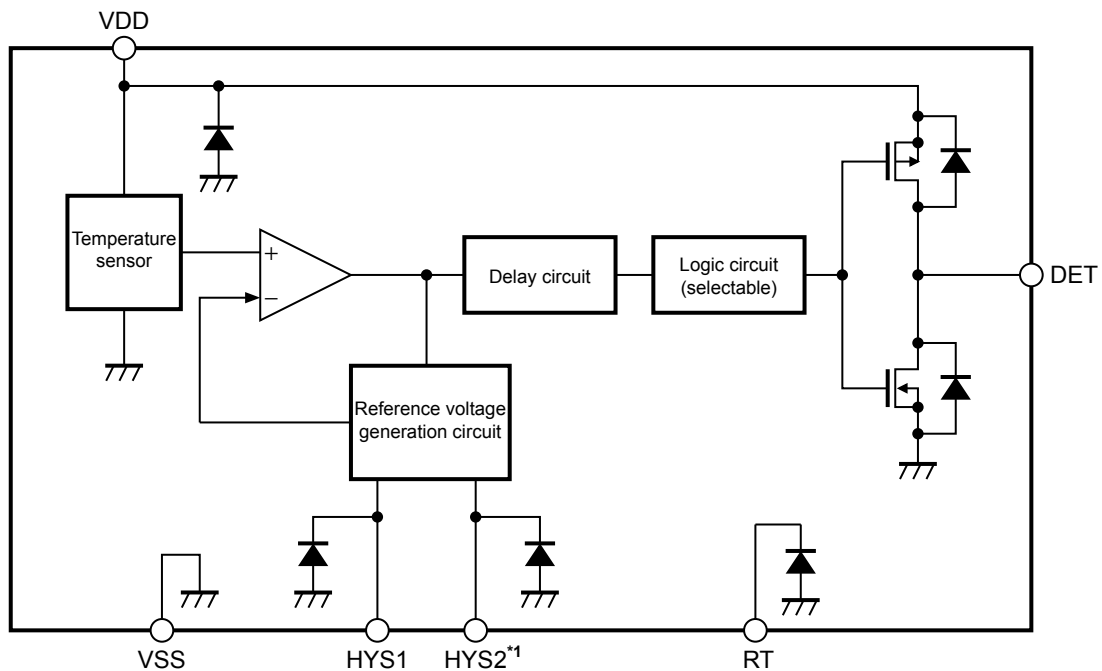 VDD
Temperature
sensor
+
−
Delay circuit
Logic circuit
(selectable)
DET
Reference voltage
generation circuit
VSS
HYS1
HYS2*1
RT